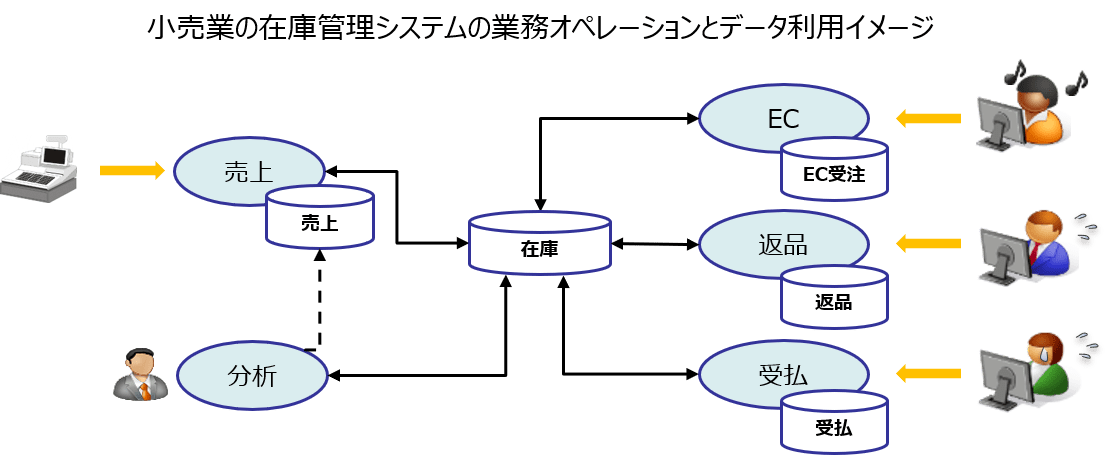 小売業の在庫管理システムの業務オペレーションとデータ利用イメージ
EC
EC受注
売上
売上
在庫
返品
返品
分析
受払
受払